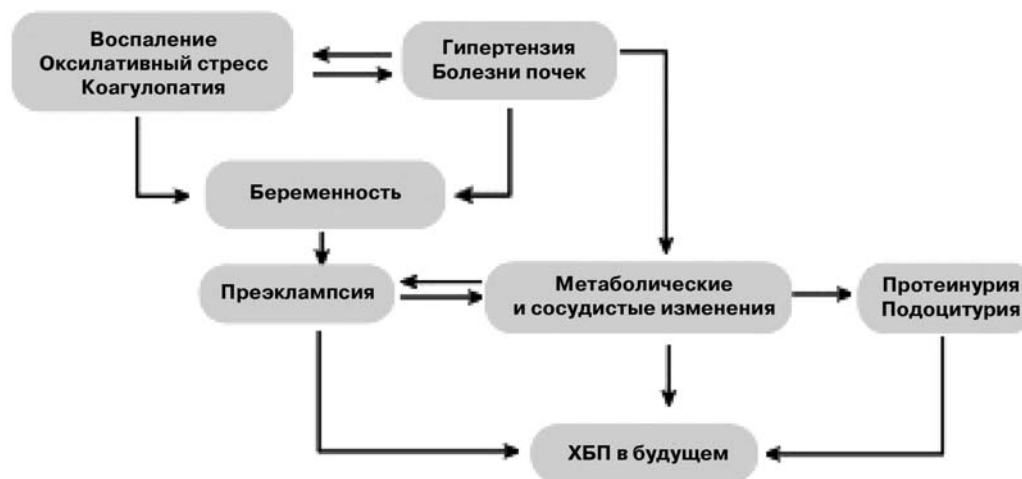 Воспаление
Оксилативный стресс
Коагулопатия
Гипертензия
Болезни почек
Беременность
Преэклампсия
Метаболические
и сосудистые изменения
Протеинурия
Подоцитурия
ХБП в будущем